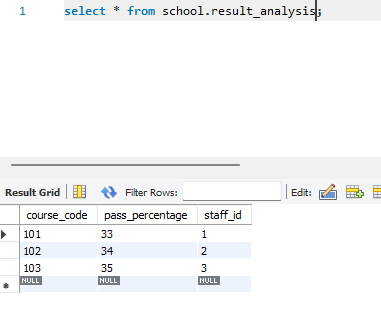 1 select * from school.result_analysis;
Result Grid Filter Rows: Edit:
course_code pass_percentage staff_id
101 33 1
102 34 2
103 35 3
NULL NULL NULL